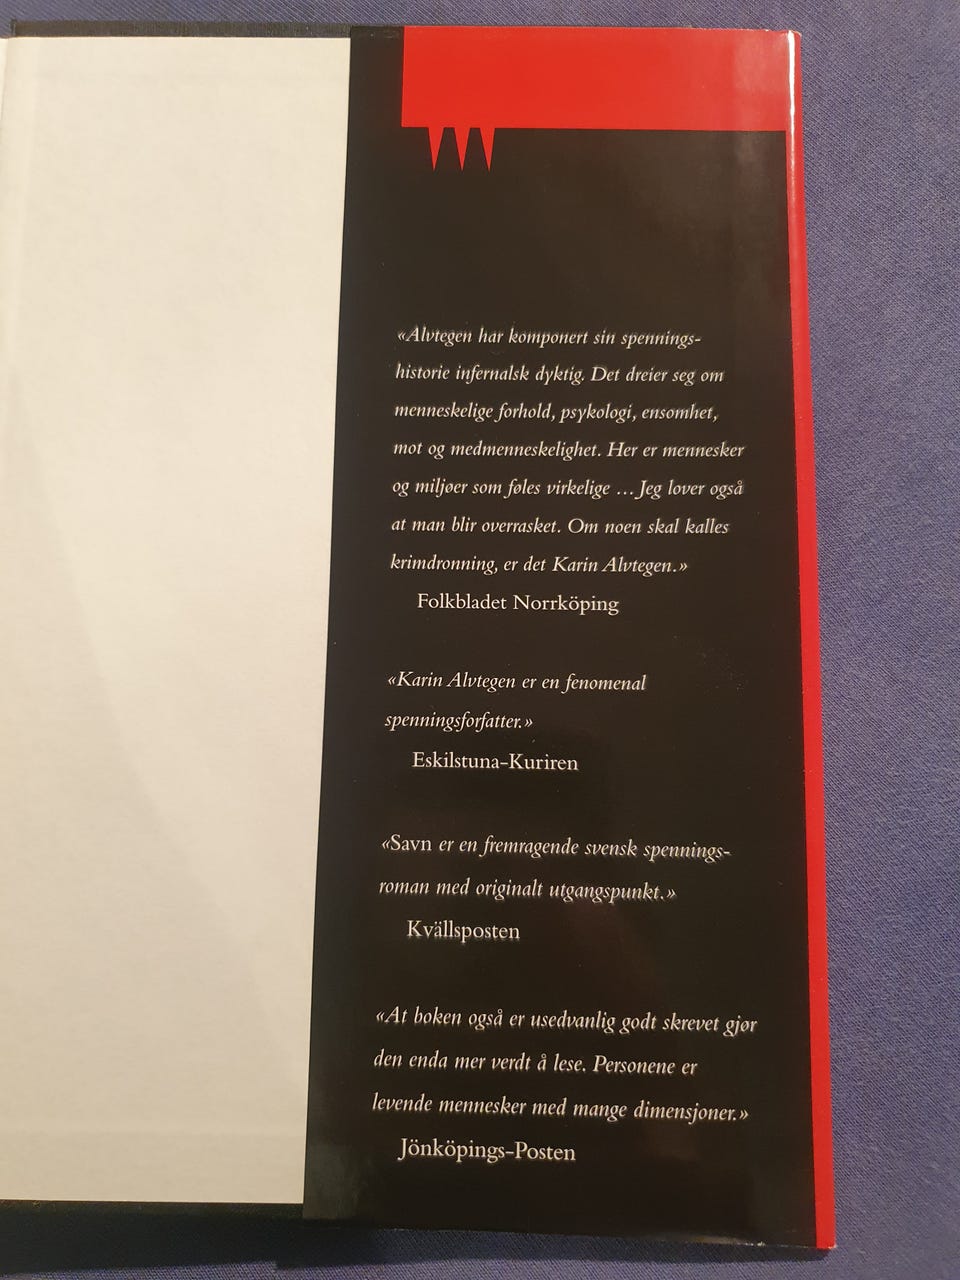 «Alvtegen har komponert sin spennings-
historie infernalsk dyktig. Det dreier seg om
menneskelige forhold, psykologi, ensomhet,
mot og medmenneskelighet. Her er mennesker
og miljøer som føles virkelige ... Jeg lover også
at man blir overrasket. Om noen skal kalles
krimdronning, er det Karin Alvtegen.»
Folkbladet Norrköping
«Karin Alvtegen er en fenomenal
spenningsforfatter.»
Eskilstuna-Kuriren
«Savn er en fremragende svensk spennings-
roman med originalt utgangspunkt.»
Kvällsposten
«At boken også er usedvanlig godt skrevet gjør
den enda mer verdt å lese. Personene er
levende mennesker med mange dimensjoner.»
Jönköpings-Posten